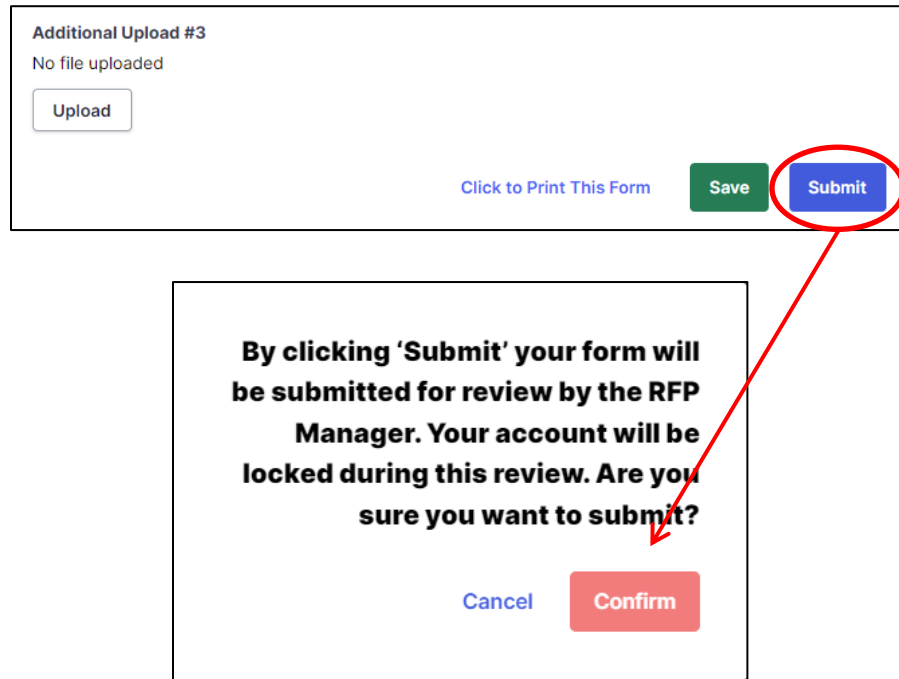 Additional Upload #3
No file uploaded
Upload
Click to Print This Form Save Submit
By clicking ‘Submit’ your form will
be submitted for review by the RFP
Manager. Your account will be
locked during this review. Are you
sure you want to submit?
Cancel Confirm